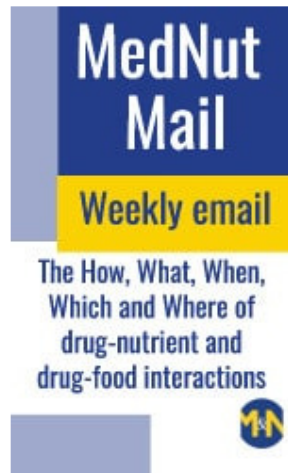 MedNut
Mail
Weekly email
The How, What, When,
Which and Where of
drug-nutrient and
drug-food interactions
M&N